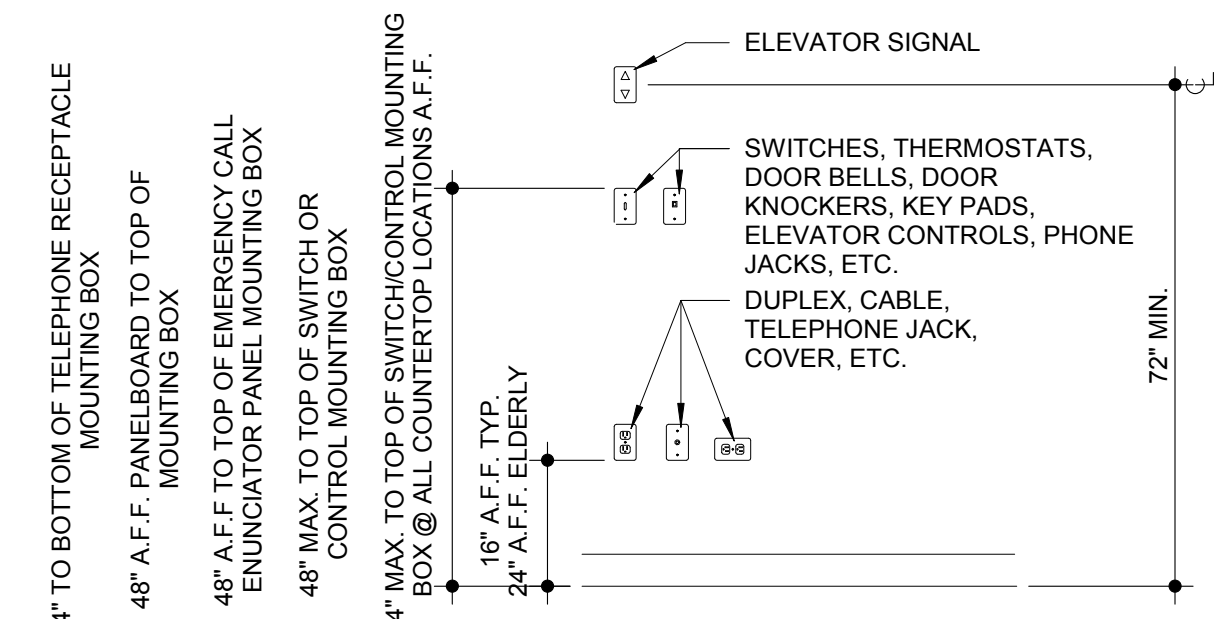 4" TO BOTTOM OF TELEPHONE RECEPTACLE
MOUNTING BOX
48" A.F.F. PANELBOARD TO TOP OF
MOUNTING BOX
48" A.F.F TO TOP OF EMERGENCY CALL
ENUNCIATOR PANEL MOUNTING BOX
48" MAX. TO TOP OF SWITCH OR
CONTROL MOUNTING BOX
4" MAX. TO TOP OF SWITCH/CONTROL MOUNTING
BOX @ ALL COUNTERTOP LOCATIONS A.F.F.
16" A.F.F. TYP.
24" A.F.F. ELDERLY
ELEVATOR SIGNAL
SWITCHES, THERMOSTATS,
DOOR BELLS, DOOR
KNOCKERS, KEY PADS,
ELEVATOR CONTROLS, PHONE
JACKS, ETC.
DUPLEX, CABLE,
TELEPHONE JACK,
COVER, ETC.
72" MIN.